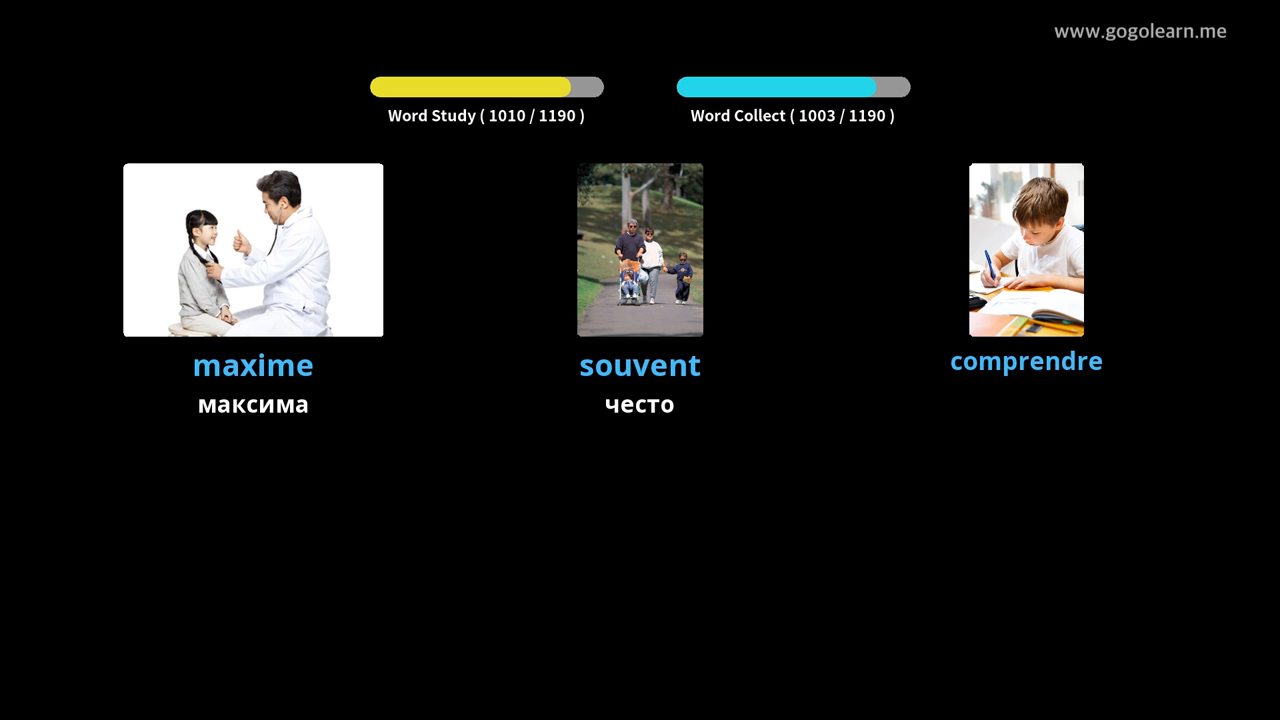 www.gogolearn.me
Word Study ( 1010 / 1190 )
Word Collect ( 1003 / 1190 )
maxime
максима
souvent
често
comprendre